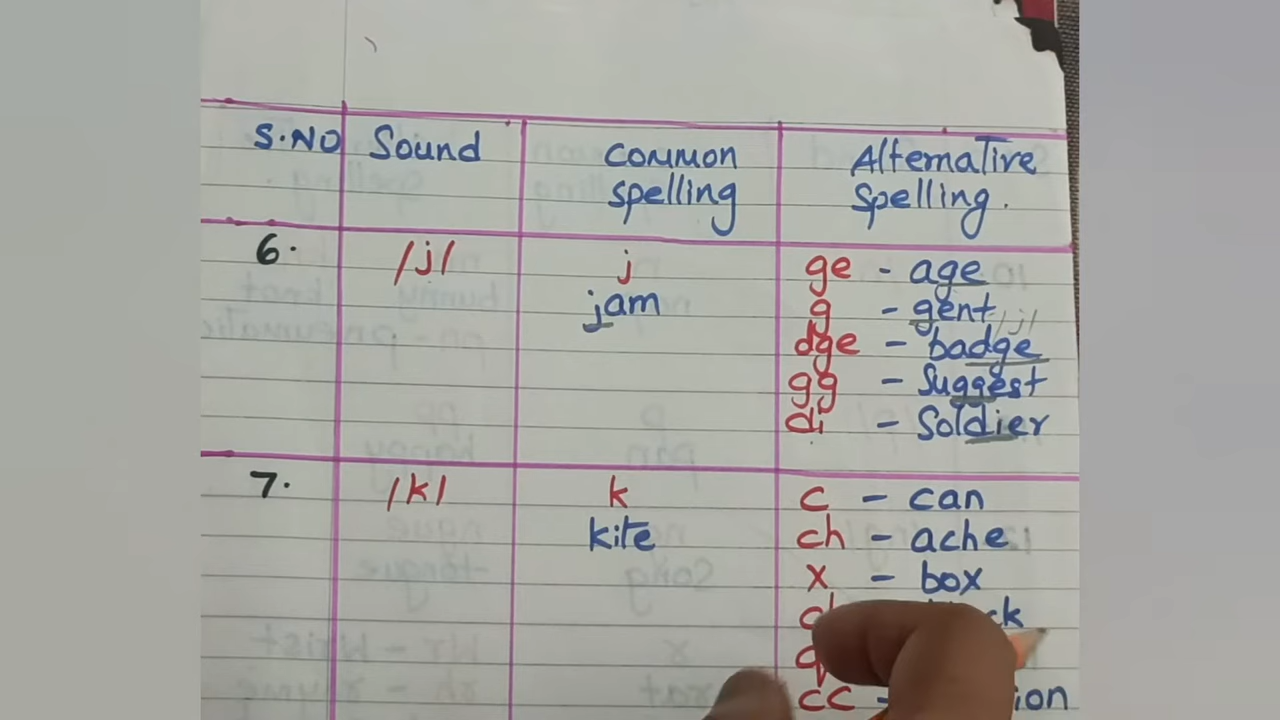 S.NO Sound common spelling Alternative spelling.
6. /j/ j ge - age
jam g - gent
dge - badge
gg - Suggest
di - Soldier
7. /k/ k c - can
kite ch - ache
x - box
cc -